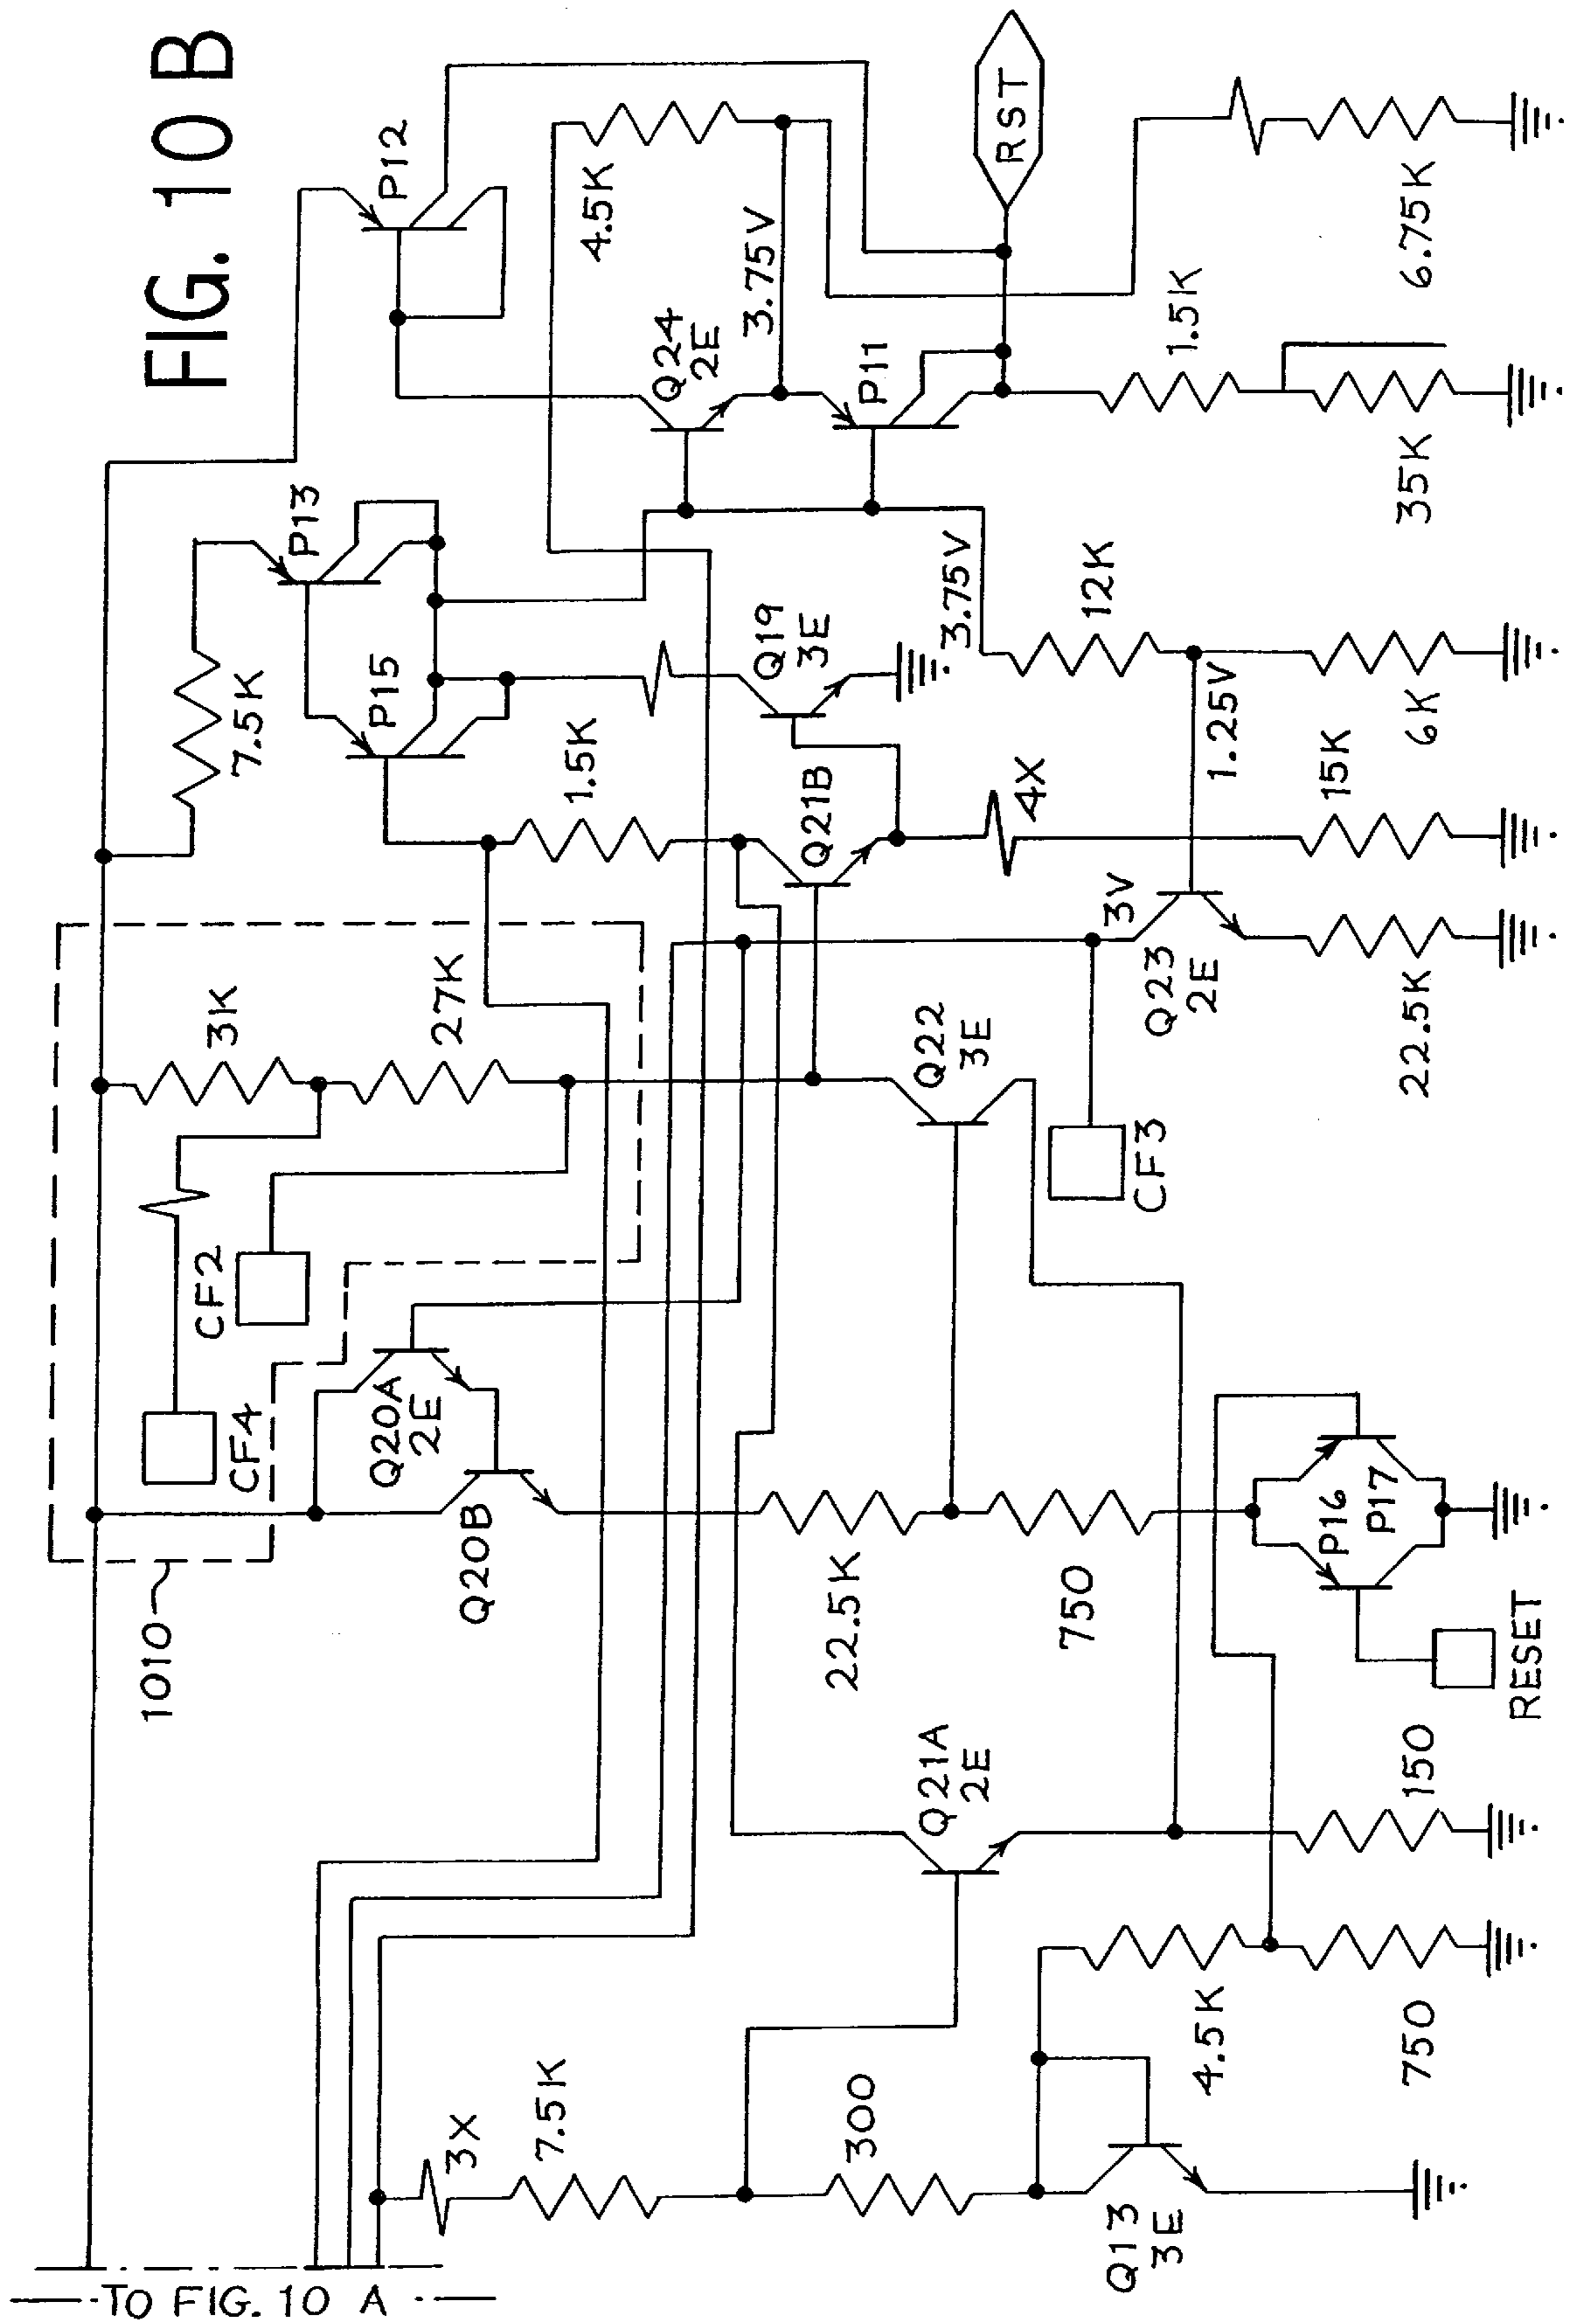 FIG. 10 B
P12
4.5K
3.75V
RST
Q24
2E
P11
1.5K
6.75K
35K
P13
7.5K
P15
Q19
3E
3.75V
12K
1.5K
Q21B
4X
1.25V
6K
15K
3K
27K
3V
Q23
2E
22.5K
Q22
3E
CF3
CF2
CF4
Q20A
2E
Q20B
1010
22.5K
750
P16
P17
RESET
Q21A
2E
150
4.5K
750
3X
7.5K
300
Q13
3E
TO FIG. 10 A